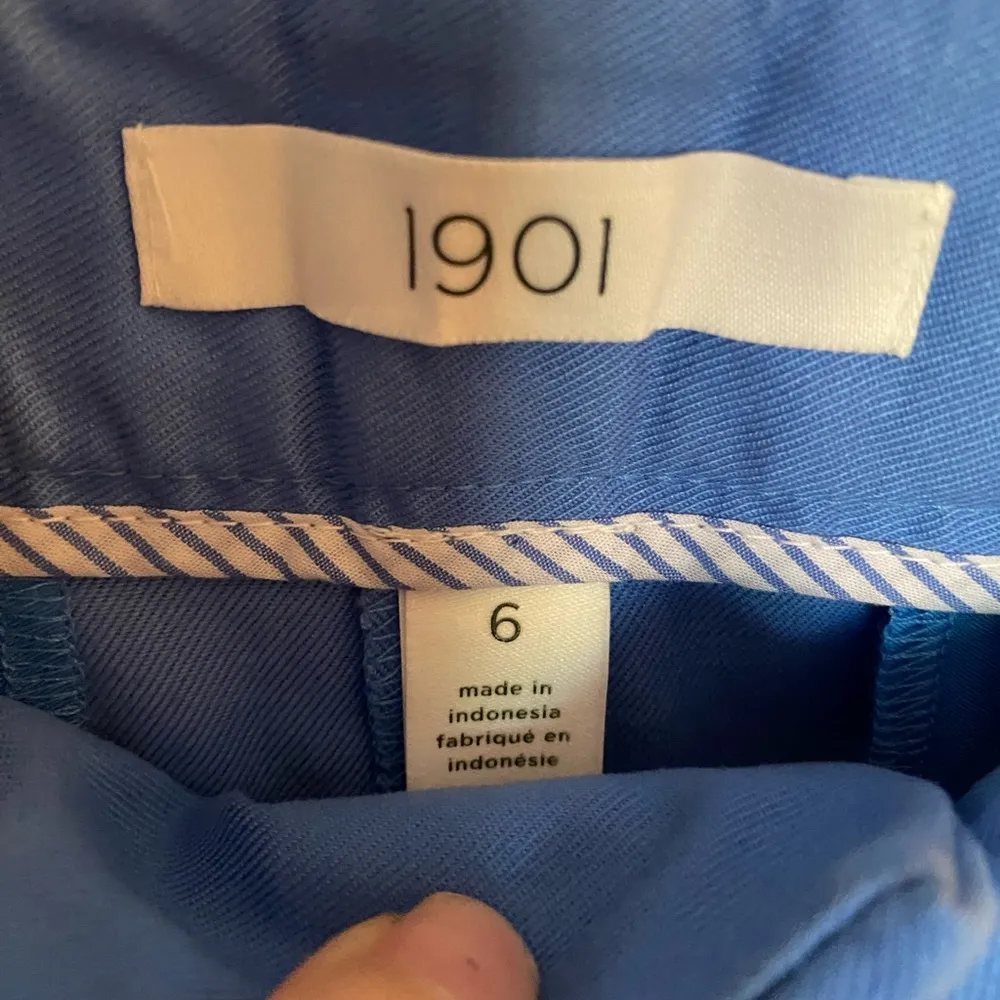 1901
6
made in
indonesia
fabriqué en
indonésie